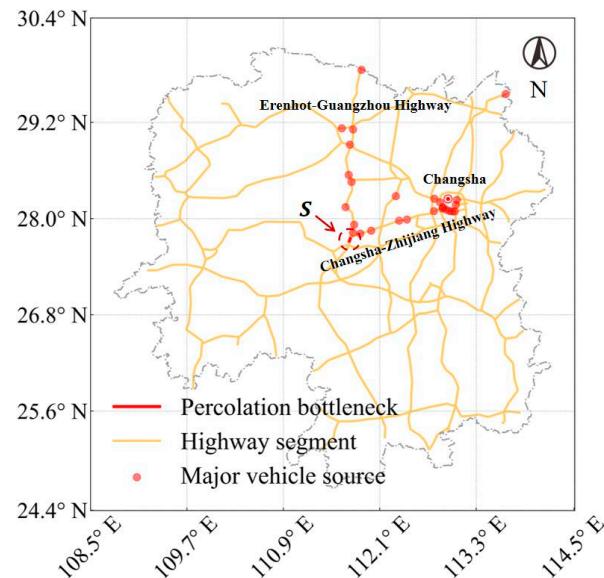 30.4° N
29.2° N
28.0° N
26.8° N
25.6° N
24.4° N
N
Erenhot-Guangzhou Highway
Changsha
S
Changsha-Zhijiang Highway
Percolation bottleneck
Highway segment
Major vehicle source
108.5° E
109.7° E
110.9° E
112.1° E
113.3° E
114.5° E